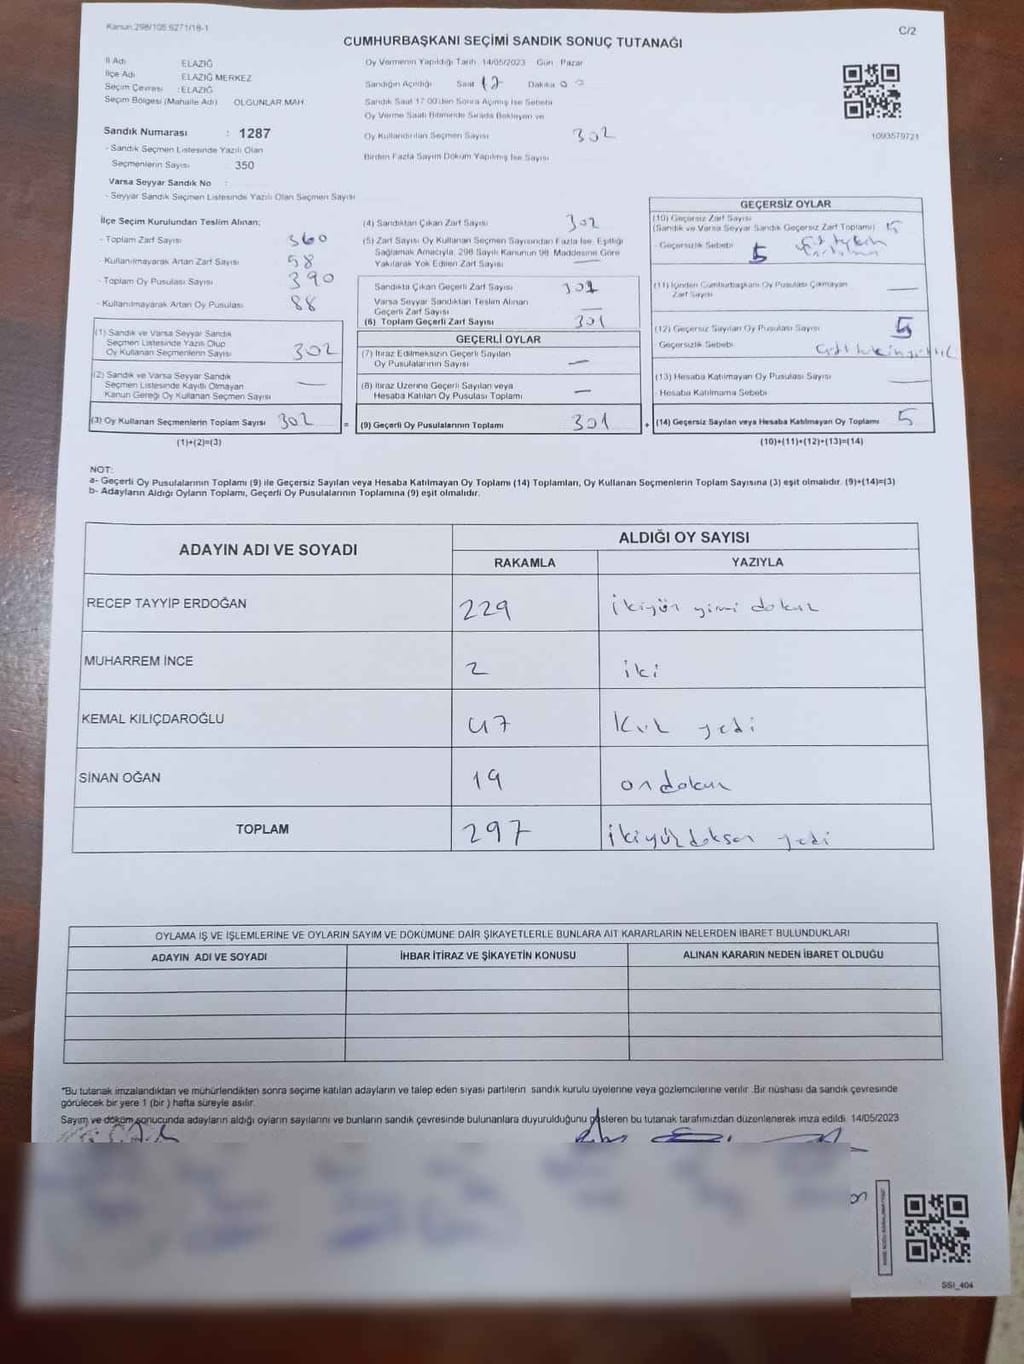 Kanun 298/105 6271/18-1
C/2
CUMHURBAŞKANI SEÇİMİ SANDIK SONUÇ TUTANAĞI
İl Adı ELAZIĞ
İlçe Adı ELAZIĞ MERKEZ
Seçim Çevresi : ELAZIĞ
Seçim Bölgesi (Mahalle Adı) OLGUNLAR MAH.
Sandık Numarası : 1287
- Sandık Seçmen Listesinde Yazılı Olan
Seçmenlerin Sayısı 350
Varsa Seyyar Sandık No :
- Seyyar Sandık Seçmen Listesinde Yazılı Olan Seçmen Sayısı
Oy Vermenin Yapıldığı Tarih 14/05/2023 Gün : Pazar
Sandığın Açıldığı Saat 17 Dakika 00
Sandık Saat 17.00'den Sonra Açılmış İse Sebebi
Oy Verme Saati Bitiminde Sırada Bekleyen ve
Oy Kullandırılan Seçmen Sayısı 302
Birden Fazla Sayım Döküm Yapılmış İse Sayısı
1093579721
İlçe Seçim Kurulundan Teslim Alınan;
- Toplam Zarf Sayısı 360
- Kullanılmayarak Artan Zarf Sayısı 58
- Toplam Oy Pusulası Sayısı 390
- Kullanılmayarak Artan Oy Pusulası 88
(1) Sandık ve Varsa Seyyar Sandık
Seçmen Listesinde Yazılı Olup
Oy Kullanan Seçmenlerin Sayısı 302
(2) Sandık ve Varsa Seyyar Sandık
Seçmen Listesinde Kayıtlı Olmayan
Kanun Gereği Oy Kullanan Seçmen Sayısı —
(3) Oy Kullanan Seçmenlerin Toplam Sayısı 302
(1)+(2)=(3)
(4) Sandıktan Çıkan Zarf Sayısı 302
(5) Zarf Sayısı Oy Kullanan Seçmen Sayısından Fazla İse, Eşitliği
Sağlamak Amacıyla, 298 Sayılı Kanunun 98. Maddesine Göre
Yakılarak Yok Edilen Zarf Sayısı —
Sandıkta Çıkan Geçerli Zarf Sayısı 301
Varsa Seyyar Sandıktan Teslim Alınan
Geçerli Zarf Sayısı —
(6) Toplam Geçerli Zarf Sayısı 301
GEÇERLİ OYLAR
(7) İtiraz Edilmeksizin Geçerli Sayılan
Oy Pusulalarının Sayısı —
(8) İtiraz Üzerine Geçerli Sayılan veya
Hesaba Katılan Oy Pusulası Toplamı —
= (9) Geçerli Oy Pusulalarının Toplamı 301
GEÇERSİZ OYLAR
(10) Geçersiz Zarf Sayısı
(Sandık ve Varsa Seyyar Sandık Geçersiz Zarf Toplamı) 5
Geçersizlik Sebebi 5
(11) İçinden Cumhurbaşkanı Oy Pusulası Çıkmayan
Zarf Sayısı —
(12) Geçersiz Sayılan Oy Pusulası Sayısı 5
Geçersizlik Sebebi
(13) Hesaba Katılmayan Oy Pusulası Sayısı —
Hesaba Katılmama Sebebi
+ (14) Geçersiz Sayılan veya Hesaba Katılmayan Oy Toplamı 5
(10)+(11)+(12)+(13)=(14)
NOT:
a- Geçerli Oy Pusulalarının Toplamı (9) ile Geçersiz Sayılan veya Hesaba Katılmayan Oy Toplamı (14) Toplamları, Oy Kullanan Seçmenlerin Toplam Sayısına (3) eşit olmalıdır. (9)+(14)=(3)
b- Adayların Aldığı Oyların Toplamı, Geçerli Oy Pusulalarının Toplamına (9) eşit olmalıdır.
ADAYIN ADI VE SOYADI
ALDIĞI OY SAYISI
RAKAMLA YAZIYLA
RECEP TAYYİP ERDOĞAN 229 ikiyüz yirmi dokuz
MUHARREM İNCE 2 iki
KEMAL KILIÇDAROĞLU 47 kırk yedi
SİNAN OĞAN 19 ondokuz
TOPLAM 297 ikiyüz doksan yedi
OYLAMA İŞ VE İŞLEMLERİNE VE OYLARIN SAYIM VE DÖKÜMÜNE DAİR ŞİKAYETLERLE BUNLARA AİT KARARLARIN NELERDEN İBARET BULUNDUKLARI
ADAYIN ADI VE SOYADI İHBAR İTİRAZ VE ŞİKAYETİN KONUSU ALINAN KARARIN NEDEN İBARET OLDUĞU
*Bu tutanak imzalandıktan ve mühürlendikten sonra seçime katılan adayların ve talep eden siyasi partilerin sandık kurulu üyelerine veya gözlemcilerine verilir. Bir nüshası da sandık çevresinde
görülecek bir yere 1 (bir) hafta süreyle asılır.
Sayım ve döküm sonucunda adayların aldığı oyların sayılarını ve bunların sandık çevresinde bulunanlara duyurulduğunu gösteren bu tutanak tarafımızdan düzenlenerek imza edildi. 14/05/2023
SSI_404